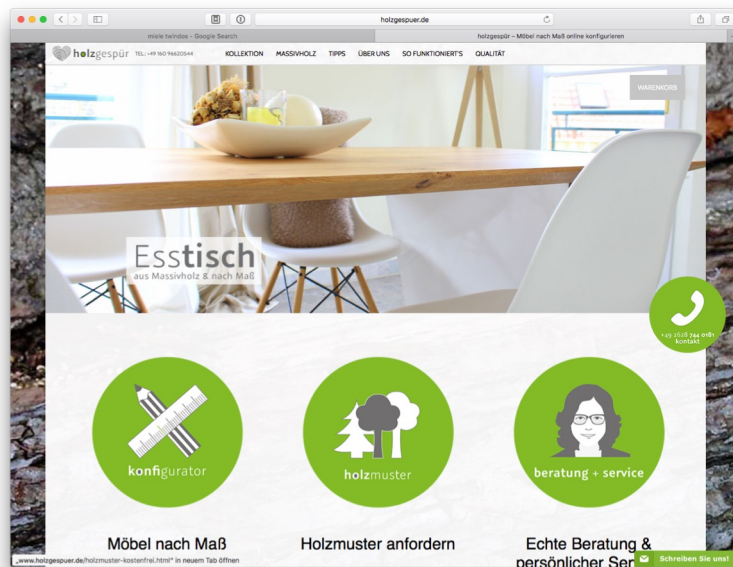 holzgespuer.de
miele twindos – Google Search
holzgespür – Möbel nach Maß online konfigurieren
holzgespür TEL.: +49 160 96620544 KOLLEKTION MASSIVHOLZ TIPPS ÜBER UNS SO FUNKTIONIERT'S QUALITÄT
WARENKORB
Esstisch
aus Massivholz & nach Maß
+49 2628 744 0181
kontakt
konfigurator
holzmuster
beratung + service
Möbel nach Maß
Holzmuster anfordern
Echte Beratung &
persönlicher Ser
„www.holzgespuer.de/holzmuster-kostenfrei.html" in neuem Tab öffnen
Schreiben Sie uns!